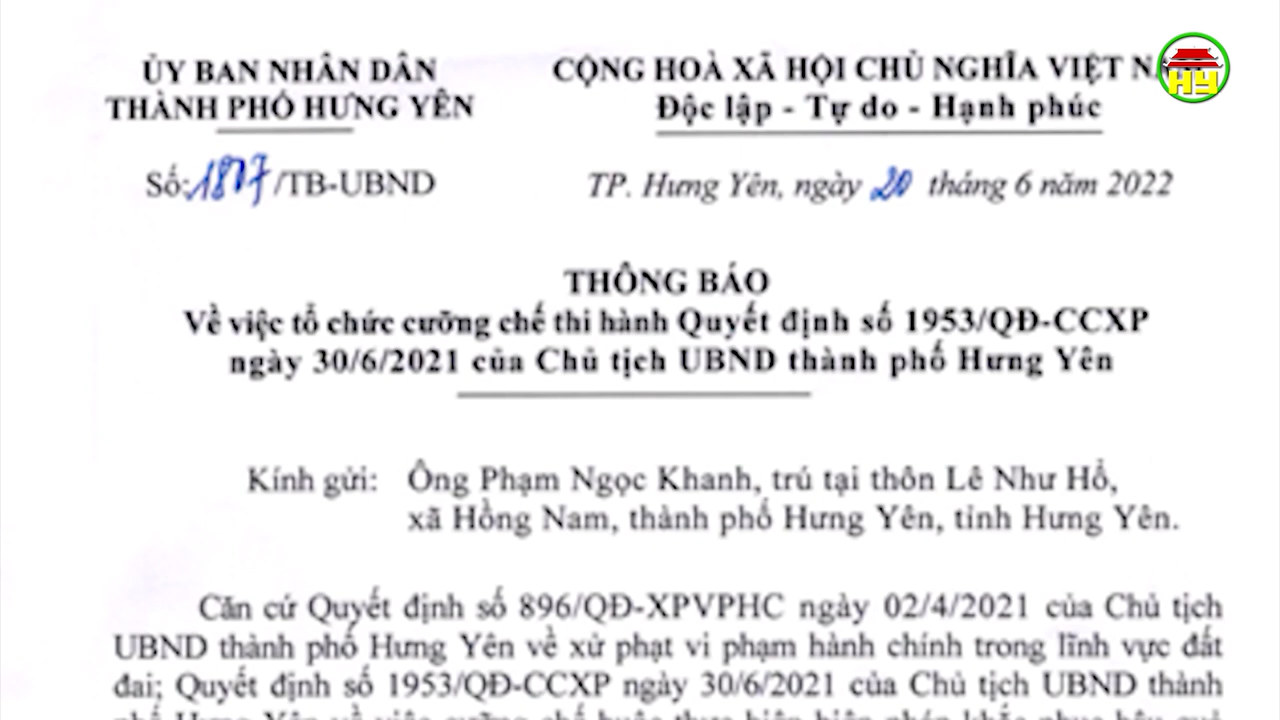 ỦY BAN NHÂN DÂN
THÀNH PHỐ HƯNG YÊN
CỘNG HOÀ XÃ HỘI CHỦ NGHĨA VIỆT
Độc lập - Tự do - Hạnh phúc
HY
Số: /TB-UBND
TP. Hưng Yên, ngày 20 tháng 6 năm 2022
THÔNG BÁO
Về việc tổ chức cưỡng chế thi hành Quyết định số 1953/QĐ-CCXP
ngày 30/6/2021 của Chủ tịch UBND thành phố Hưng Yên
Kính gửi: Ông Phạm Ngọc Khanh, trú tại thôn Lê Như Hổ,
xã Hồng Nam, thành phố Hưng Yên, tỉnh Hưng Yên.
Căn cứ Quyết định số 896/QĐ-XPVPHC ngày 02/4/2021 của Chủ tịch
UBND thành phố Hưng Yên về xử phạt vi phạm hành chính trong lĩnh vực đất
đai; Quyết định số 1953/QĐ-CCXP ngày 30/6/2021 của Chủ tịch UBND thành